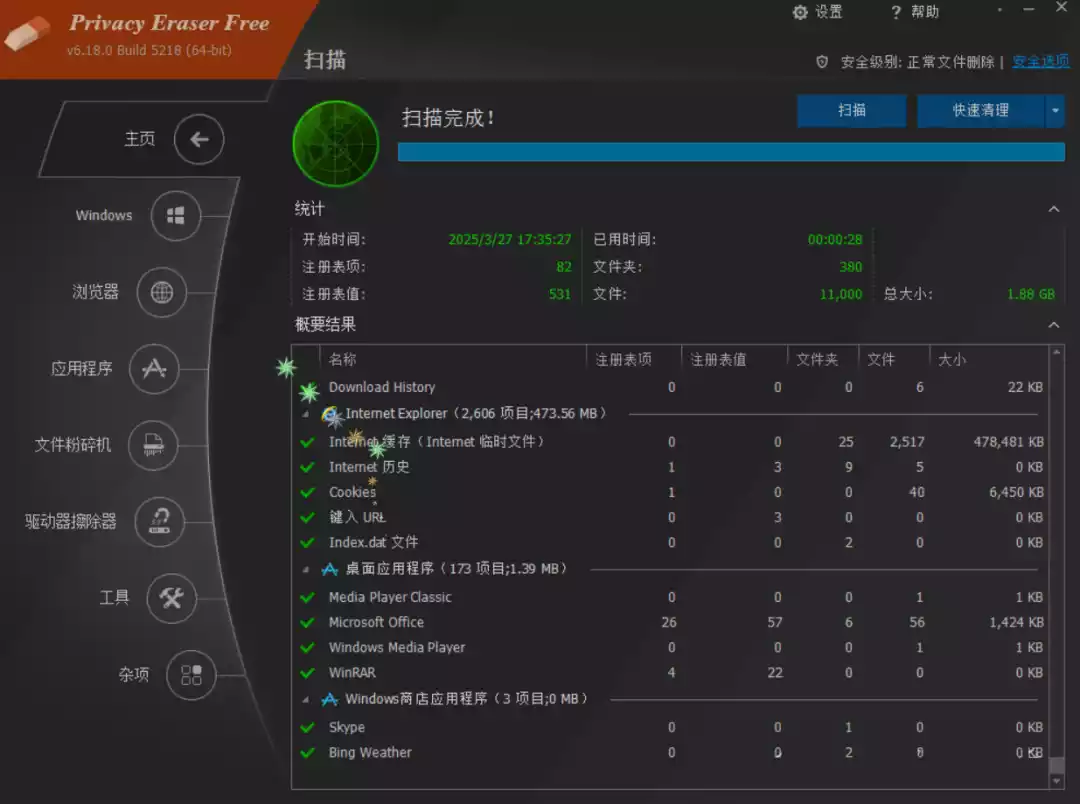 Privacy Eraser Free
v6.18.0 Build 5218 (64-bit)
设置 ? 帮助
扫描
安全级别: 正常文件删除 | 安全选项
主页
Windows
浏览器
应用程序
文件粉碎机
驱动器擦除器
工具
杂项
扫描完成!
扫描 快速清理
统计
开始时间: 2025/3/27 17:35:27 已用时间: 00:00:28
注册表项: 82 文件夹: 380
注册表值: 531 文件: 11,000 总大小: 1.88 GB
概要结果
名称 注册表项 注册表值 文件夹 文件 大小
Download History 0 0 0 6 22 KB
Internet Explorer (2,606 项目;473.56 MB)
Internet 缓存 (Internet 临时文件) 0 0 25 2,517 478,481 KB
Internet 历史 1 3 9 5 0 KB
Cookies 1 0 0 40 6,450 KB
键入 URL 0 3 0 0 0 KB
Index.dat 文件 0 0 2 0 0 KB
桌面应用程序 (173 项目;1.39 MB)
Media Player Classic 0 0 0 1 1 KB
Microsoft Office 26 57 6 56 1,424 KB
Windows Media Player 0 0 0 1 1 KB
WinRAR 4 22 0 0 0 KB
Windows商店应用程序 (3 项目;0 MB)
Skype 0 0 1 0 0 KB
Bing Weather 0 0 2 0 0 KB